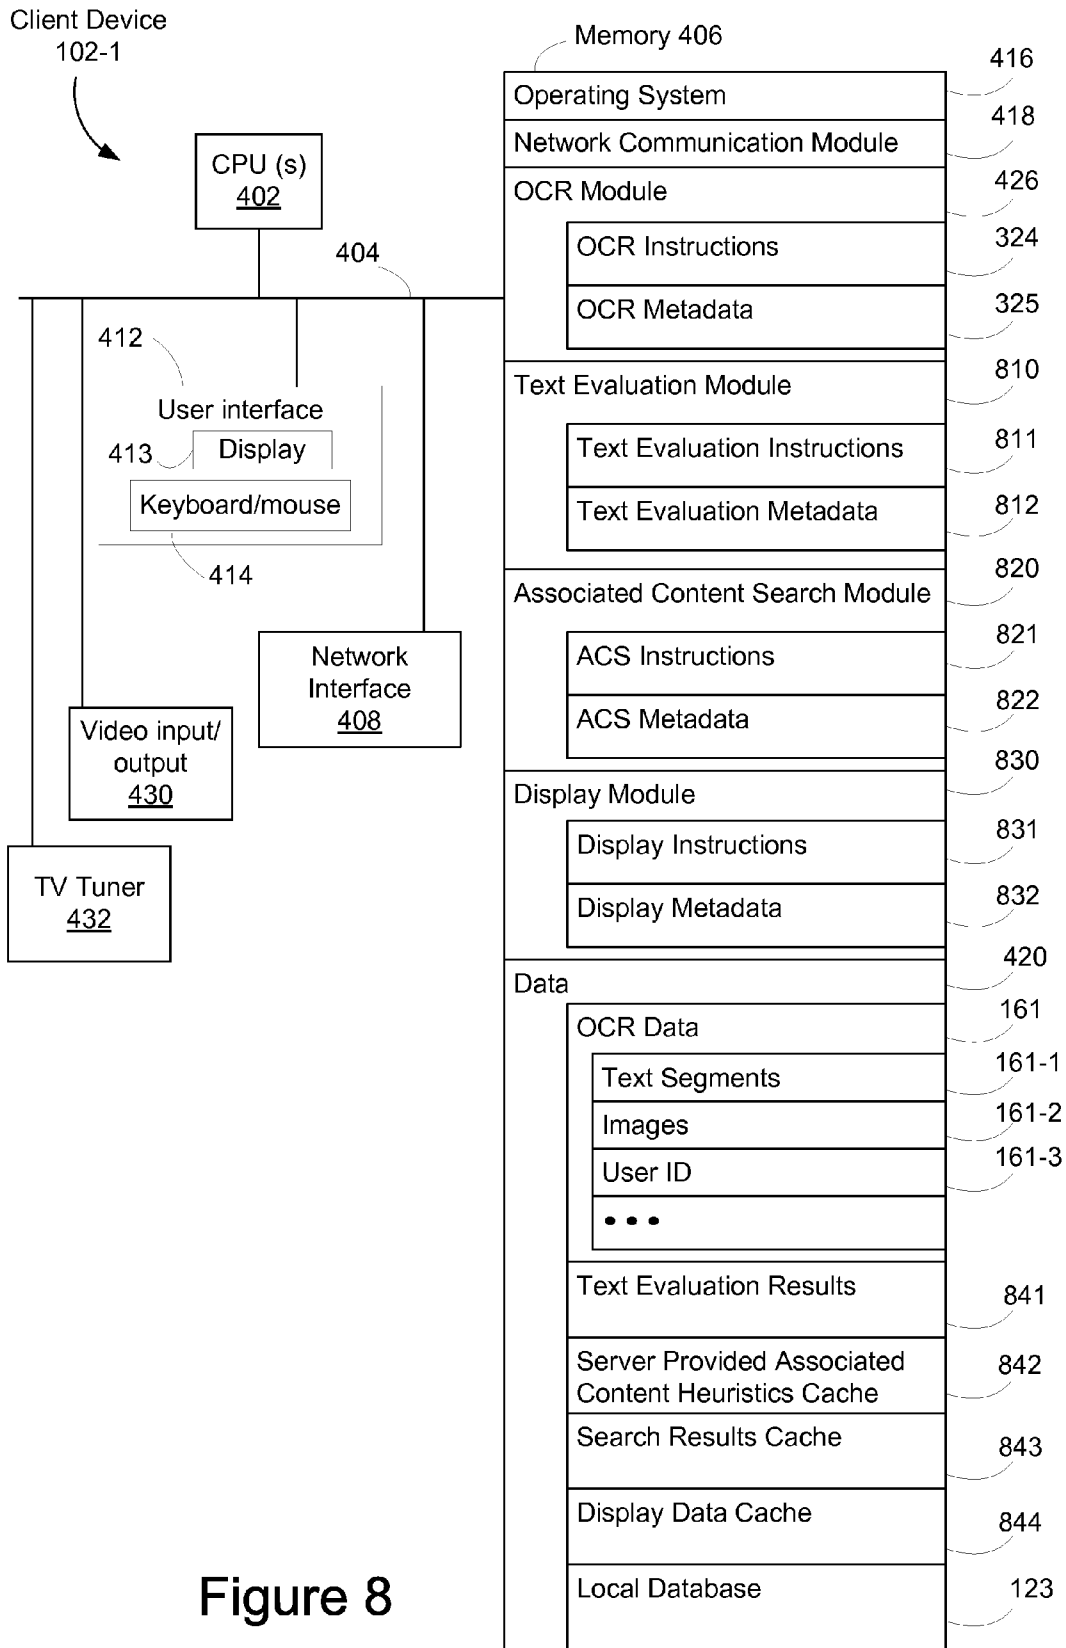 Client Device
102-1
CPU (s)
402
404
412
User interface
413
Display
Keyboard/mouse
414
Network
Interface
408
Video input/
output
430
TV Tuner
432
Memory 406
Operating System
416
Network Communication Module
418
OCR Module
426
OCR Instructions
324
OCR Metadata
325
Text Evaluation Module
810
Text Evaluation Instructions
811
Text Evaluation Metadata
812
Associated Content Search Module
820
ACS Instructions
821
ACS Metadata
822
Display Module
830
Display Instructions
831
Display Metadata
832
Data
420
OCR Data
161
Text Segments
161-1
Images
161-2
User ID
161-3
• • •
Text Evaluation Results
841
Server Provided Associated
Content Heuristics Cache
842
Search Results Cache
843
Display Data Cache
844
Local Database
123
Figure 8